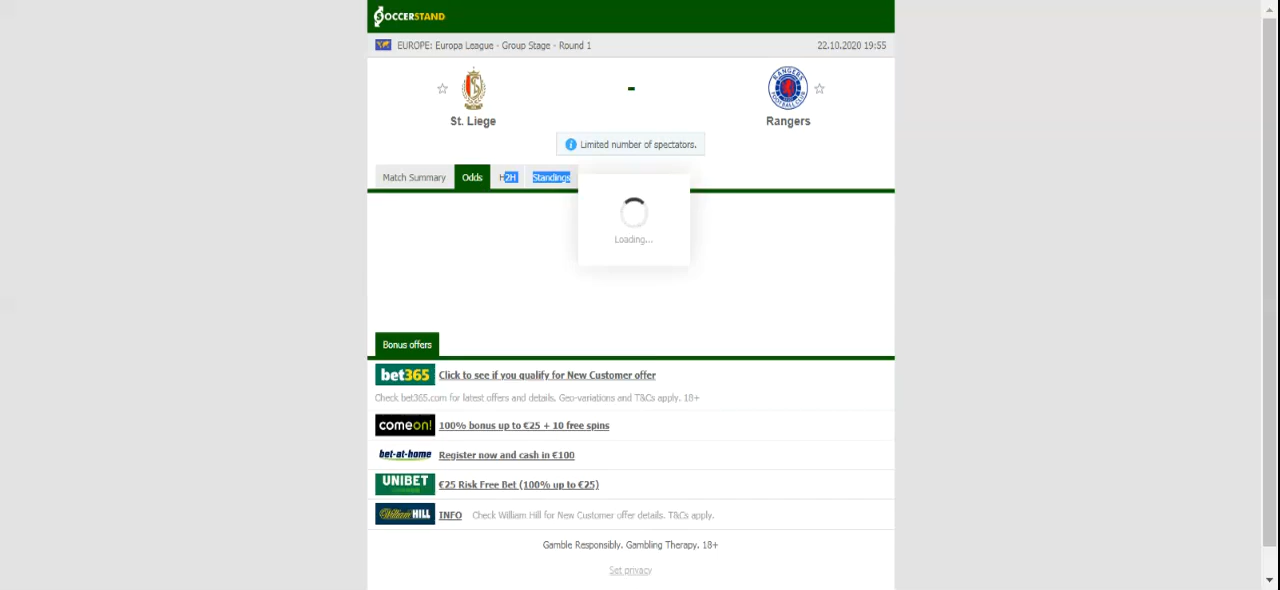 SOCCERSTAND
EUROPE: Europa League - Group Stage - Round 1 22.10.2020 19:55
-
St. Liege Rangers
Limited number of spectators.
Match Summary Odds H2H Standings
Loading...
Bonus offers
bet365 Click to see if you qualify for New Customer offer
Check bet365.com for latest offers and details. Geo-variations and T&Cs apply. 18+
comeon! 100% bonus up to €25 + 10 free spins
bet-at-home Register now and cash in €100
UNIBET €25 Risk Free Bet (100% up to €25)
William HILL INFO Check William Hill for New Customer offer details. T&Cs apply.
Gamble Responsibly. Gambling Therapy. 18+
Set privacy